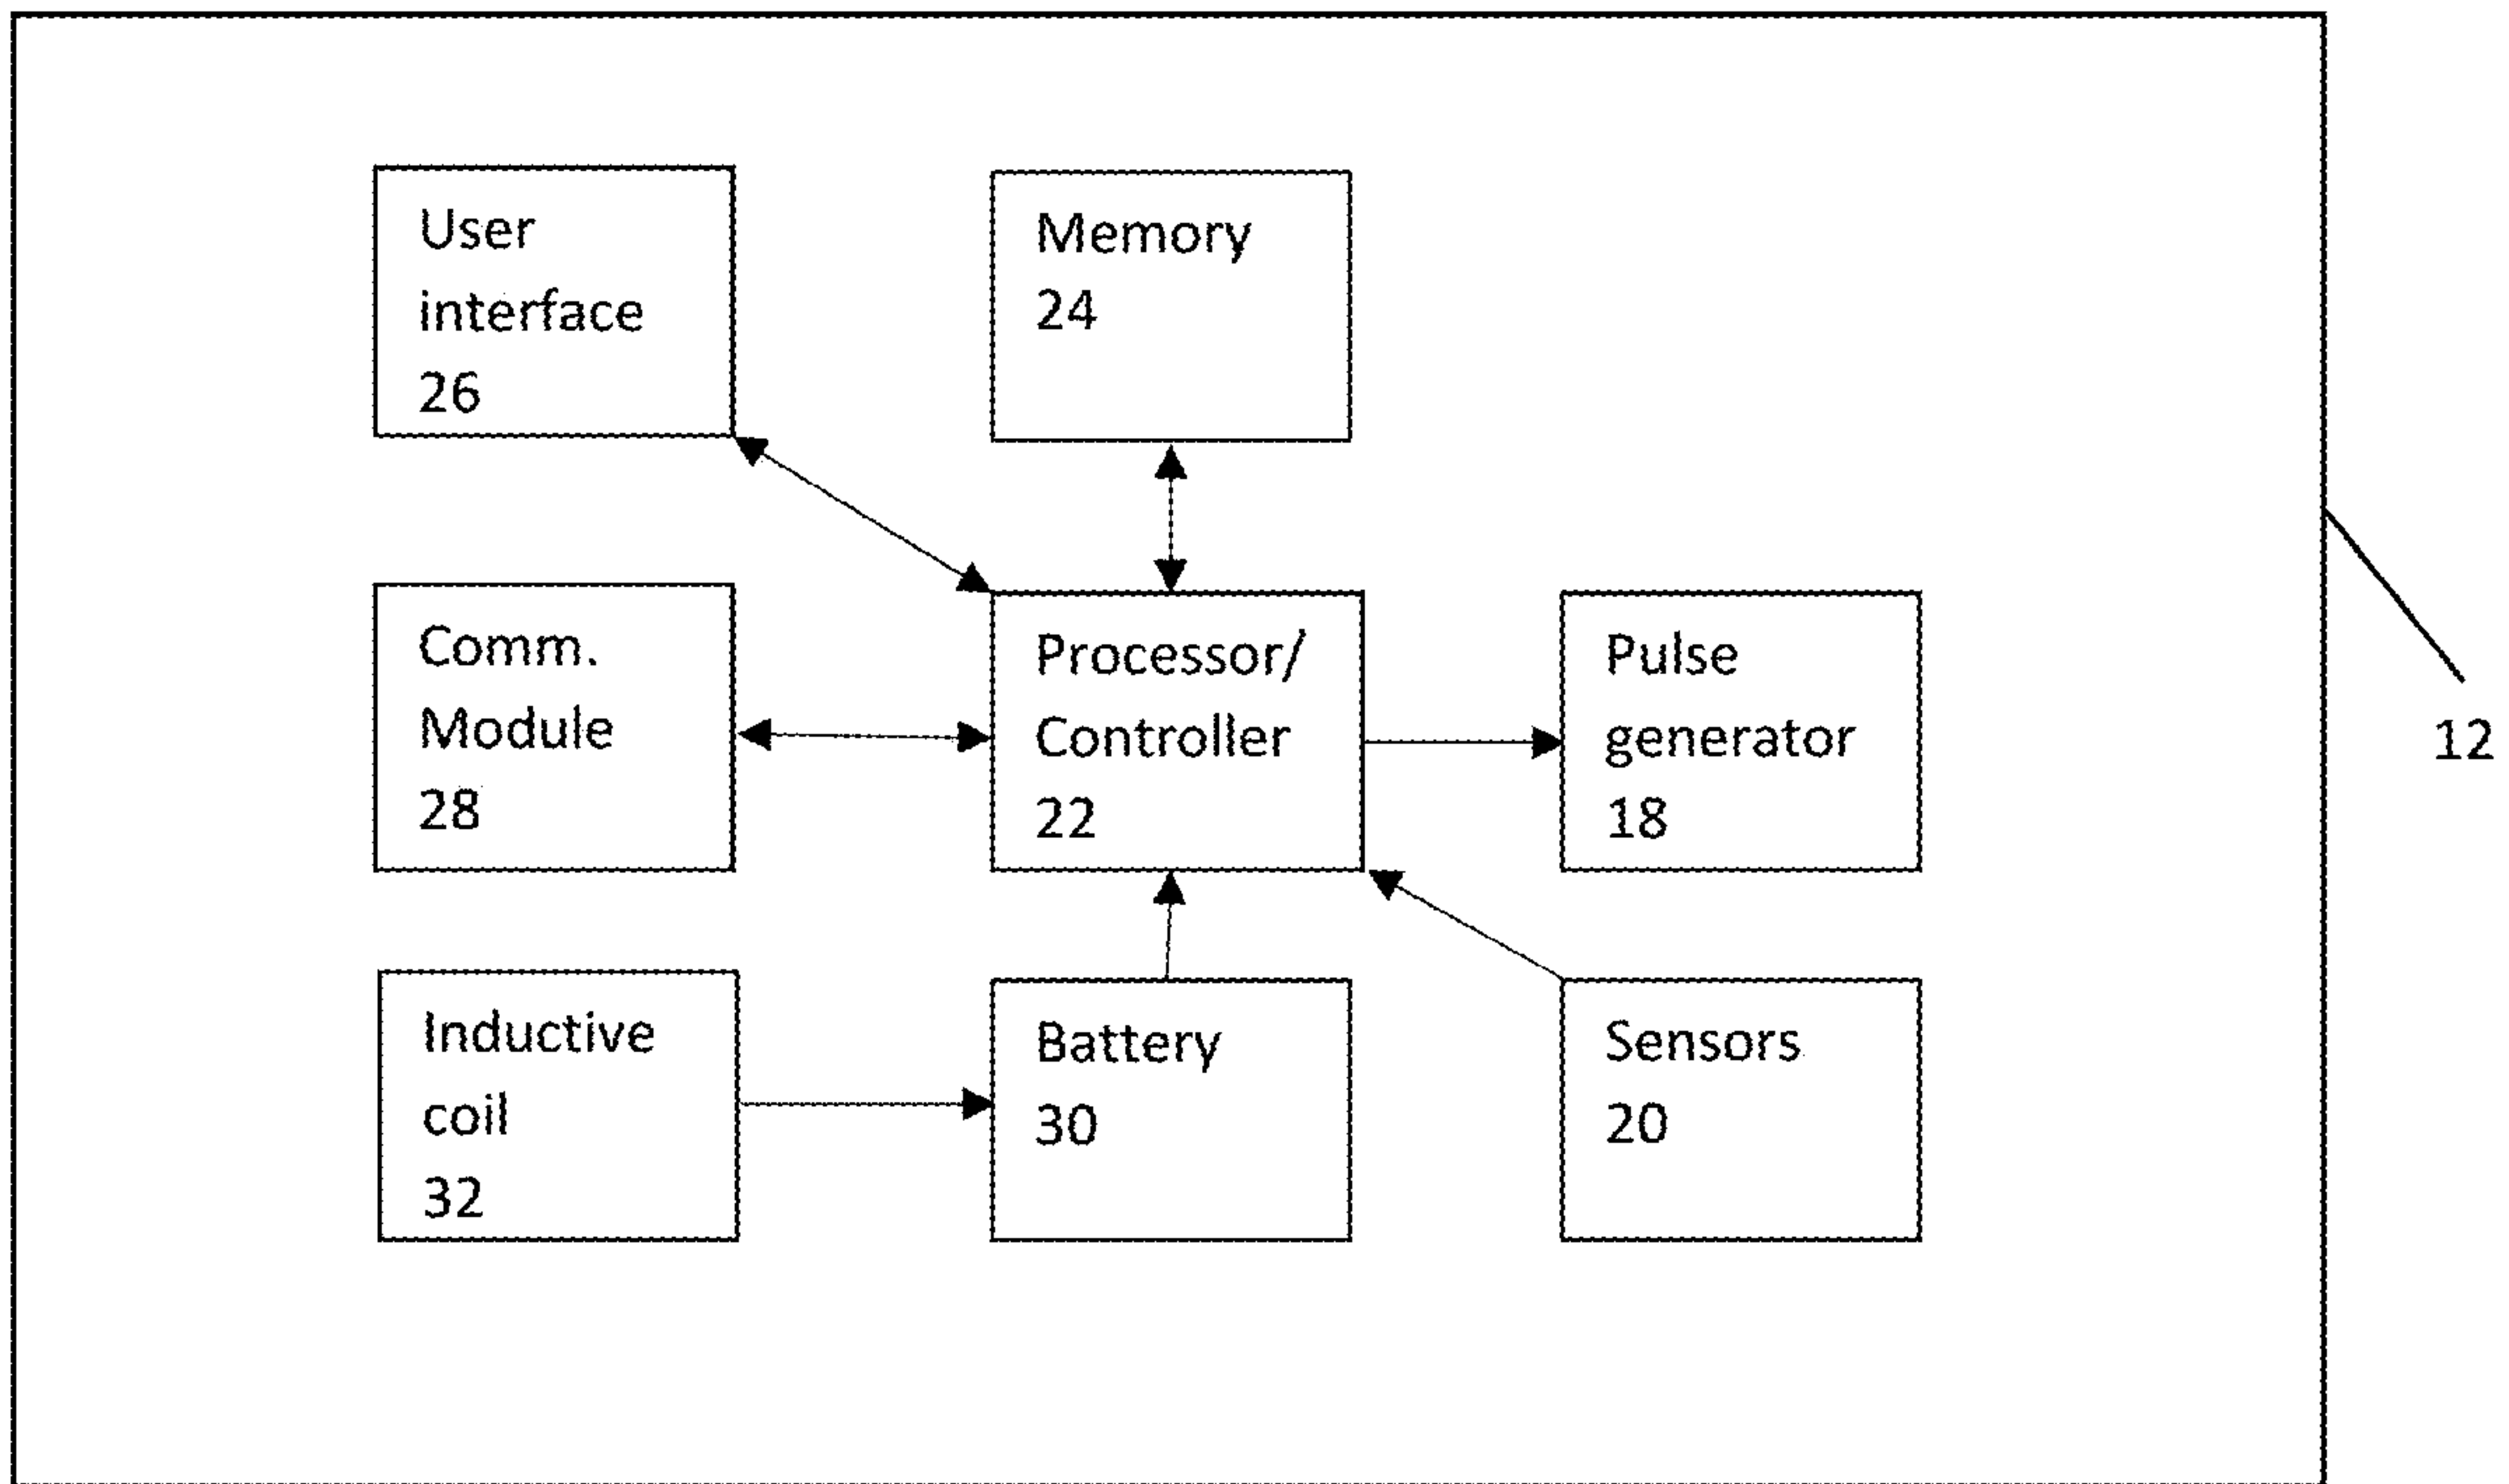 User
interface
26
Memory
24
Comm.
Module
28
Processor/
Controller
22
Pulse
generator
18
12
Inductive
coil
32
Battery
30
Sensors
20